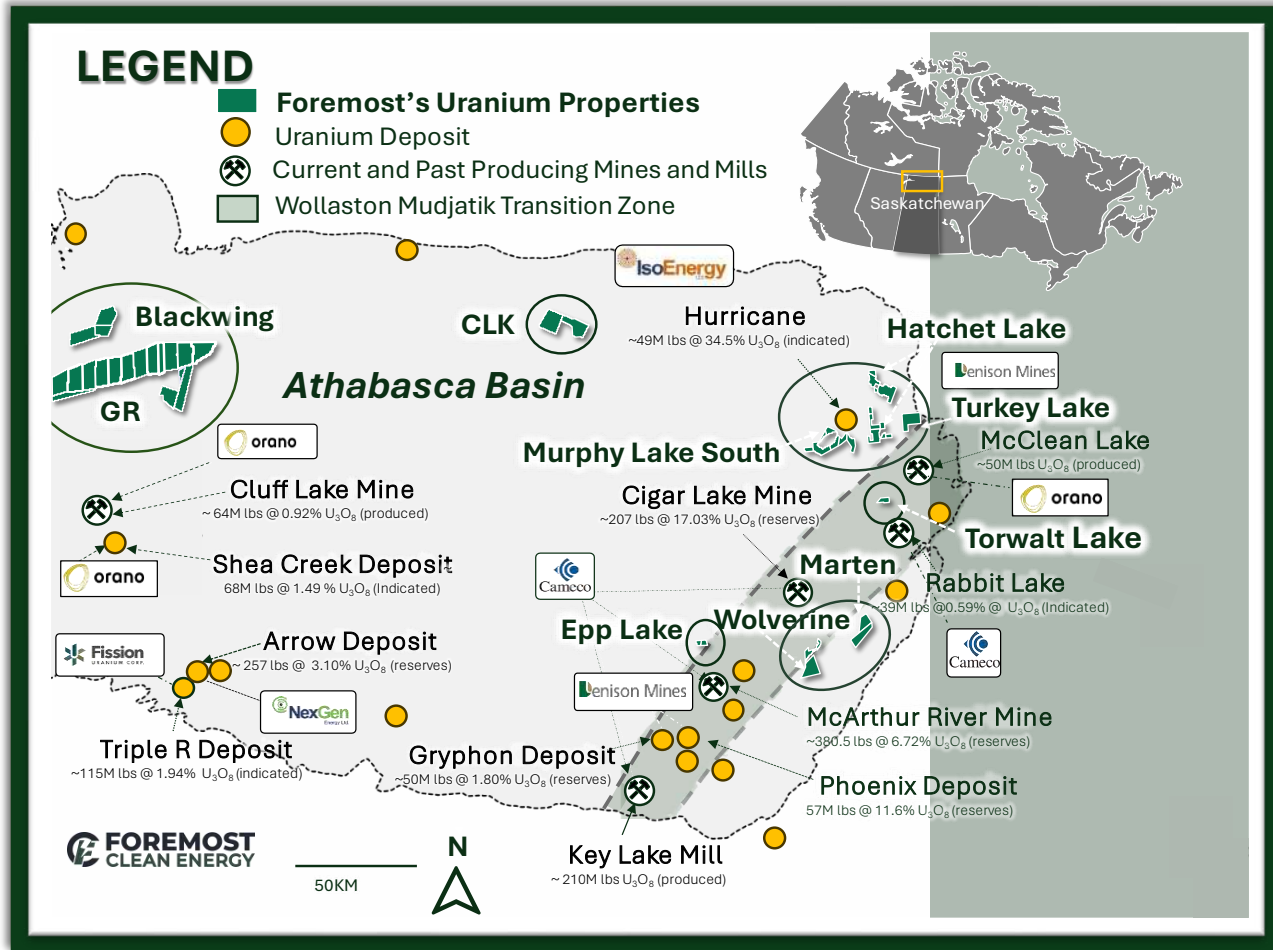 LEGEND
Foremost's Uranium Properties
Uranium Deposit
Current and Past Producing Mines and Mills
Wollaston Mudjatik Transition Zone
Saskatchewan
IsoEnergy
Blackwing
CLK
Hurricane
~49M lbs @ 34.5% U₃O₈ (indicated)
Hatchet Lake
Denison Mines
Athabasca Basin
GR
Turkey Lake
orano
McClean Lake
~50M lbs U₃O₈ (produced)
Murphy Lake South
Cluff Lake Mine
~ 64M lbs @ 0.92% U₃O₈ (produced)
Cigar Lake Mine
~207 lbs @ 17.03% U₃O₈ (reserves)
orano
Torwalt Lake
Shea Creek Deposit
68M lbs @ 1.49 % U₃O₈ (Indicated)
orano
Cameco
Marten
Rabbit Lake
~39M lbs @0.59% @ U₃O₈ (Indicated)
Epp Lake
Wolverine
Fission
URANIUM CORP.
Arrow Deposit
~ 257 lbs @ 3.10% U₃O₈ (reserves)
Cameco
Denison Mines
NexGen
Energy Ltd.
McArthur River Mine
~380.5 lbs @ 6.72% U₃O₈ (reserves)
Triple R Deposit
~115M lbs @ 1.94% U₃O₈ (indicated)
Gryphon Deposit
~50M lbs @ 1.80% U₃O₈ (reserves)
Phoenix Deposit
57M lbs @ 11.6% U₃O₈ (reserves)
FOREMOST
CLEAN ENERGY
50KM
N
Key Lake Mill
~ 210M lbs U₃O₈ (produced)